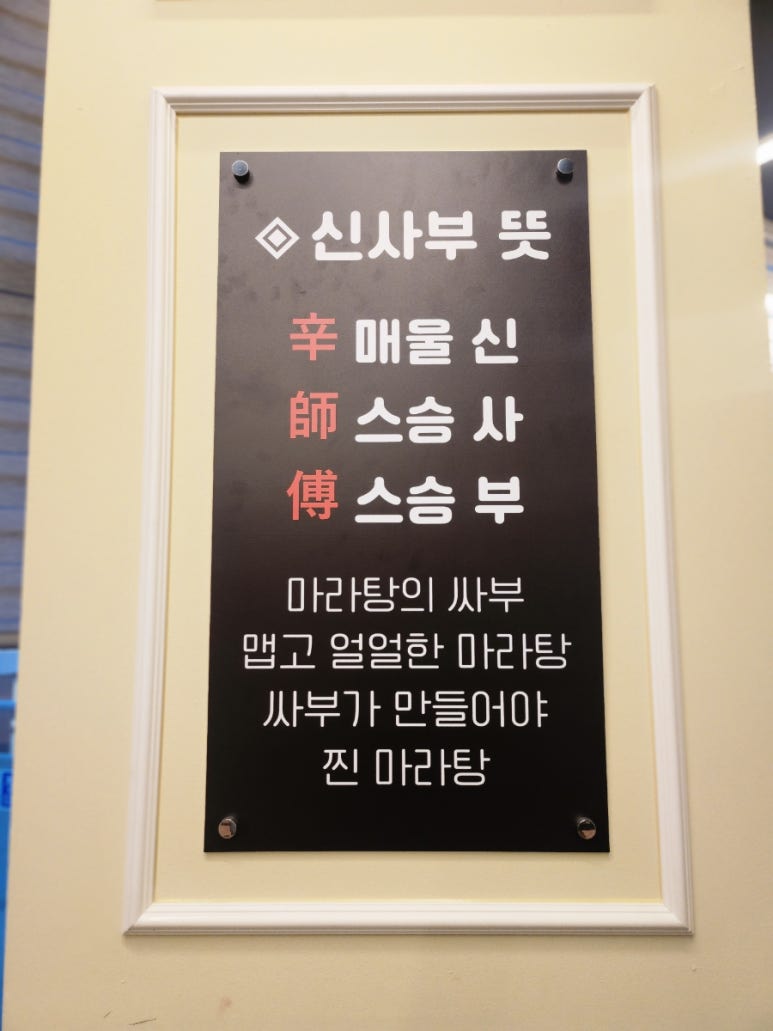 신사부 뜻
辛 매울 신
師 스승 사
傅 스승 부
마라탕의 싸부
맵고 얼얼한 마라탕
싸부가 만들어야
찐 마라탕